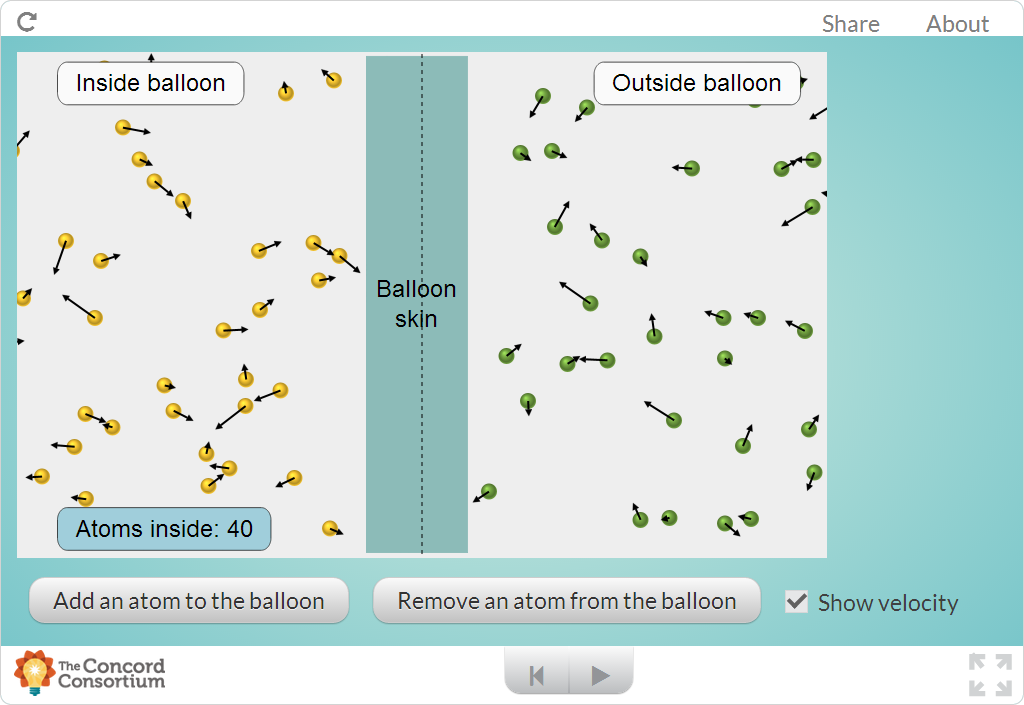 Share
About
Inside balloon
Outside balloon
Balloon
skin
Atoms inside: 40
Add an atom to the balloon
Remove an atom from the balloon
Show velocity
The Concord
Consortium